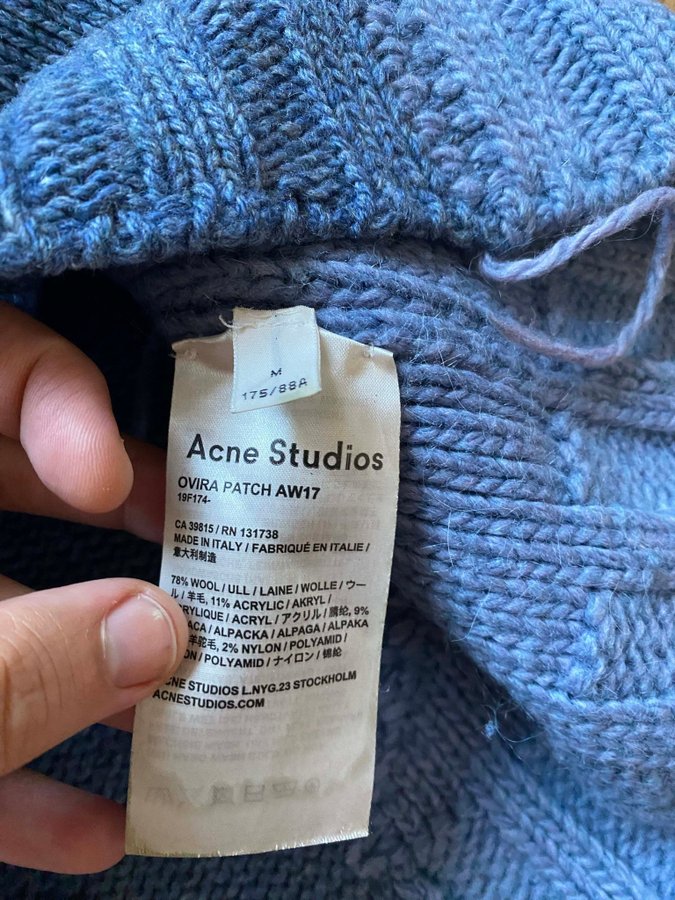 M
175/88A
Acne Studios
OVIRA PATCH AW17
19F174-
CA 39815 / RN 131738
MADE IN ITALY / FABRIQUÉ EN ITALIE /
意大利制造
78% WOOL / ULL / LAINE / WOLLE / ウー
ル / 羊毛, 11% ACRYLIC / AKRYL /
ACRYLIQUE / ACRYL / アクリル / 腈纶, 9%
ACA / ALPACKA / ALPAGA / ALPAKA
羊驼毛, 2% NYLON / POLYAMID /
ON / POLYAMID / ナイロン / 锦纶
ACNE STUDIOS L.NYG.23 STOCKHOLM
ACNESTUDIOS.COM